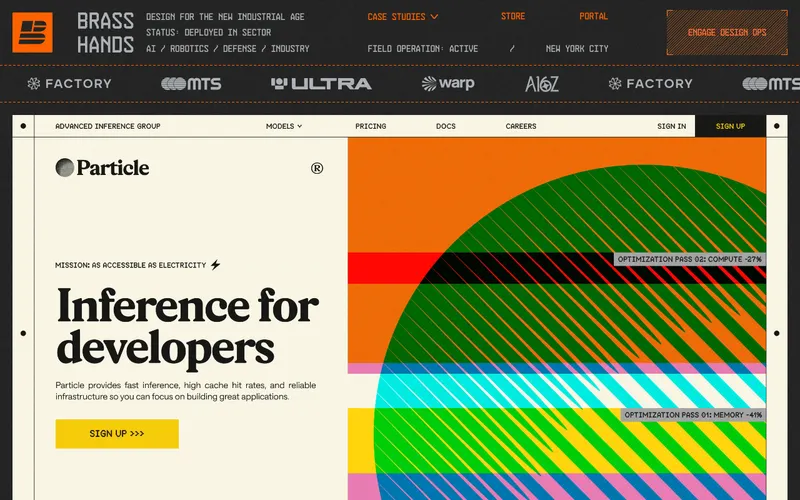 BRASS HANDS
DESIGN FOR THE NEW INDUSTRIAL AGE
STATUS: DEPLOYED IN SECTOR
AI / ROBOTICS / DEFENSE / INDUSTRY
CASE STUDIES
STORE
PORTAL
FIELD OPERATION: ACTIVE / NEW YORK CITY
ENGAGE DESIGN OPS
FACTORY
MTS
ULTRA
warp
A16Z
FACTORY
MTS
ADVANCED INFERENCE GROUP
MODELS
PRICING
DOCS
CAREERS
SIGN IN
SIGN UP
Particle
®
MISSION: AS ACCESSIBLE AS ELECTRICITY
Inference for
developers
Particle provides fast inference, high cache hit rates, and reliable
infrastructure so you can focus on building great applications.
SIGN UP >>>
OPTIMIZATION PASS 02: COMPUTE -27%
OPTIMIZATION PASS 01: MEMORY -41%